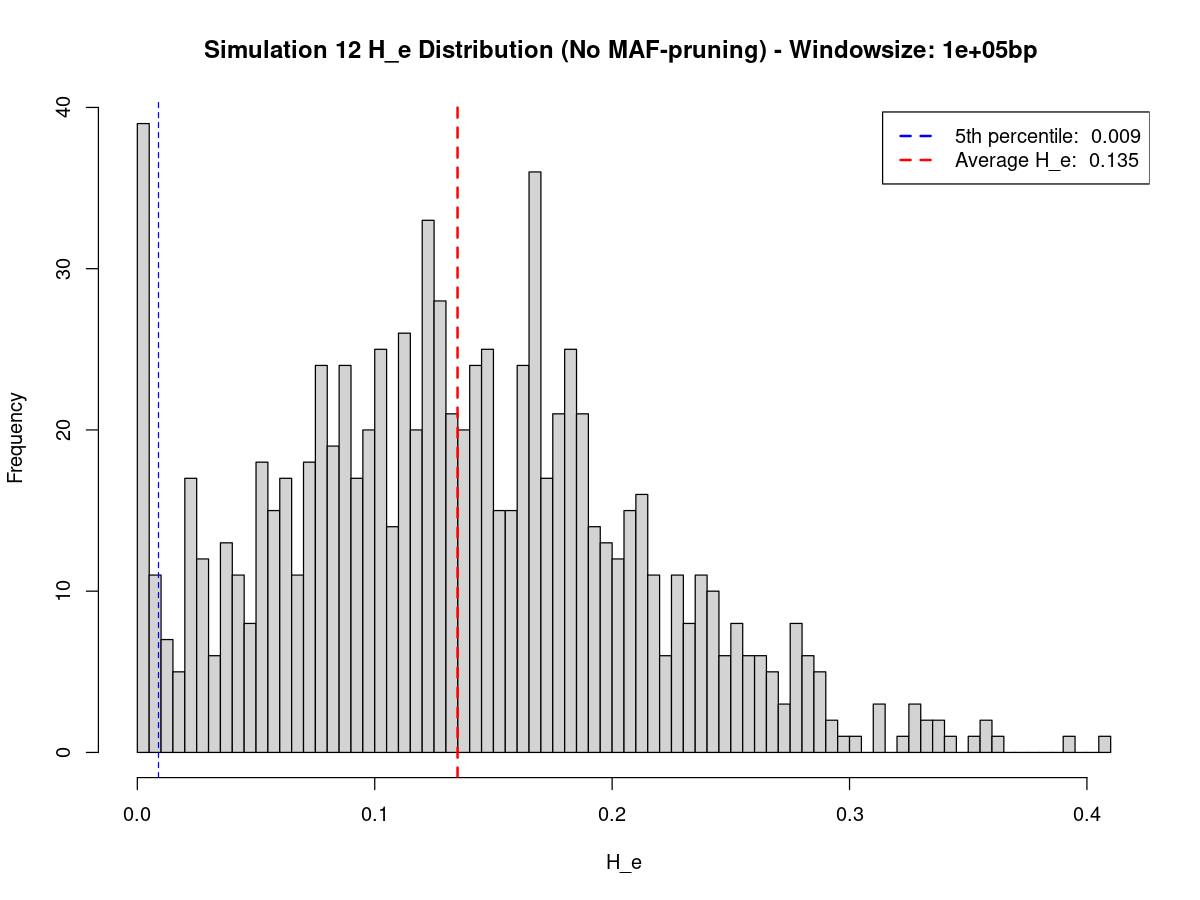 Simulation 12 H_e Distribution (No MAF-pruning) - Windowsize: 1e+05bp
5th percentile: 0.009
Average H_e: 0.135
Frequency
40
30
20
10
0
0.0 0.1 0.2 0.3 0.4
H_e